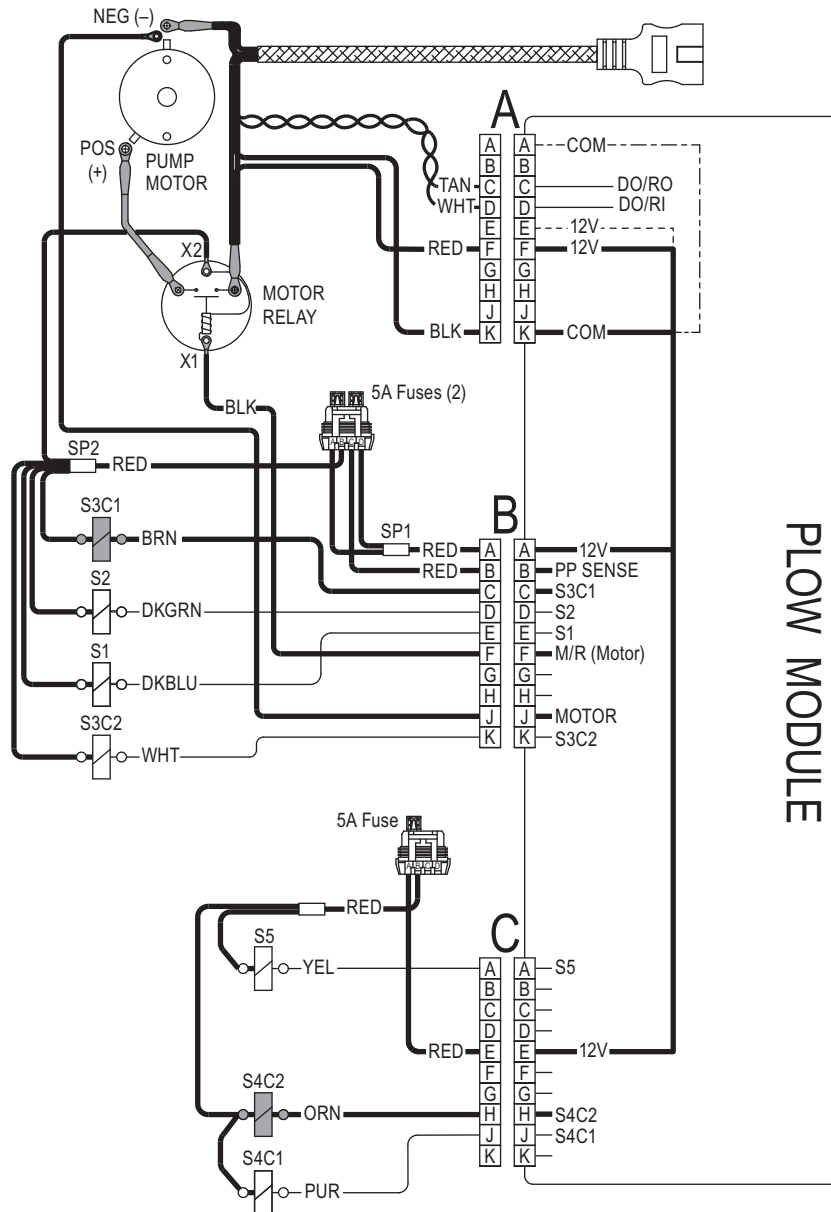 NEG (–)
POS
(+)
PUMP
MOTOR
X2
MOTOR
RELAY
X1
BLK
5A Fuses (2)
A B C D
SP2
RED
S3C1
BRN
SP1
S2
DKGRN
S1
DKBLU
S3C2
WHT
A
A A COM
B B
TAN C C DO/RO
WHT D D DO/RI
E E 12V
RED F F 12V
G G
H H
J J
BLK K K COM
B
RED A A 12V
RED B B PP SENSE
C C S3C1
D D S2
E E S1
F F M/R (Motor)
G G
H H
J J MOTOR
K K S3C2
5A Fuse
A B C D
RED
S5
YEL
C
A A S5
B B
C C
D D
RED E E 12V
F F
G G
S4C2
ORN H H S4C2
J J S4C1
S4C1
K K
PUR
PLOW MODULE